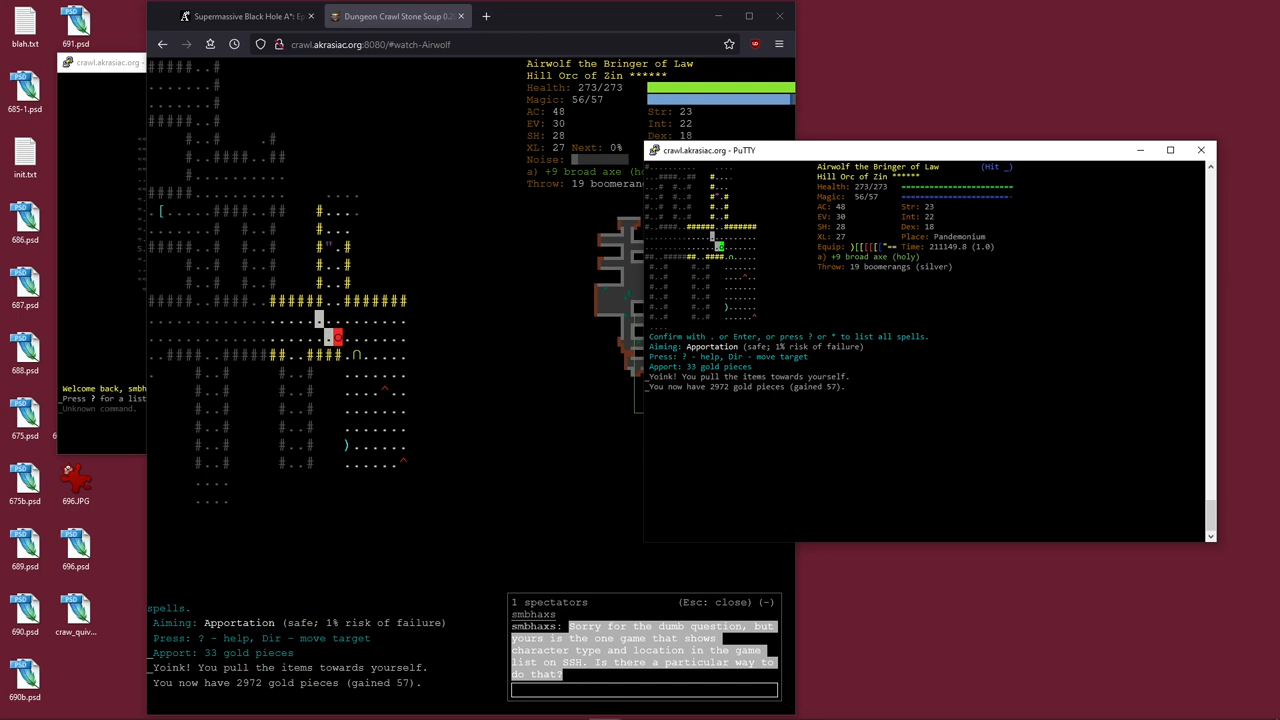 blah.txt
691.psd
685-1.psd
init.txt
686.psd
687.psd
688.psd
675.psd
675b.psd
696.JPG
689.psd
696.psd
690.psd
craw_quiv...
690b.psd
crawl.akrasiac.org -
Welcome back, smbh
_Press ? for a list
_Unknown command.
Supermassive Black Hole A*: Ep
Dungeon Crawl Stone Soup 0.2
crawl.akrasiac.org:8080/#watch-Airwolf
Airwolf the Bringer of Law
Hill Orc of Zin ******
Health: 273/273
Magic: 56/57
AC: 48
Str: 23
EV: 30
Int: 22
SH: 28
Dex: 18
XL: 27 Next: 0%
Noise:
a) +9 broad axe (ho
Throw: 19 boomerang
spells.
Aiming: Apportation (safe; 1% risk of failure)
Press: ? - help, Dir - move target
_Apport: 33 gold pieces
_Yoink! You pull the items towards yourself.
You now have 2972 gold pieces (gained 57).
1 spectators
(Esc: close) (-)
smbhaxs
smbhaxs: Sorry for the dumb question, but
yours is the one game that shows
character type and location in the game
list on SSH. Is there a particular way to
do that?
crawl.akrasiac.org - PuTTY
Airwolf the Bringer of Law (Hit _)
Hill Orc of Zin ******
Health: 273/273
Magic: 56/57
AC: 48 Str: 23
EV: 30 Int: 22
SH: 28 Dex: 18
XL: 27 Place: Pandemonium
Equip: )[[[[["== Time: 211149.8 (1.0)
a) +9 broad axe (holy)
Throw: 19 boomerangs (silver)
Confirm with . or Enter, or press ? or * to list all spells.
Aiming: Apportation (safe; 1% risk of failure)
Press: ? - help, Dir - move target
Apport: 33 gold pieces
_Yoink! You pull the items towards yourself.
_You now have 2972 gold pieces (gained 57).